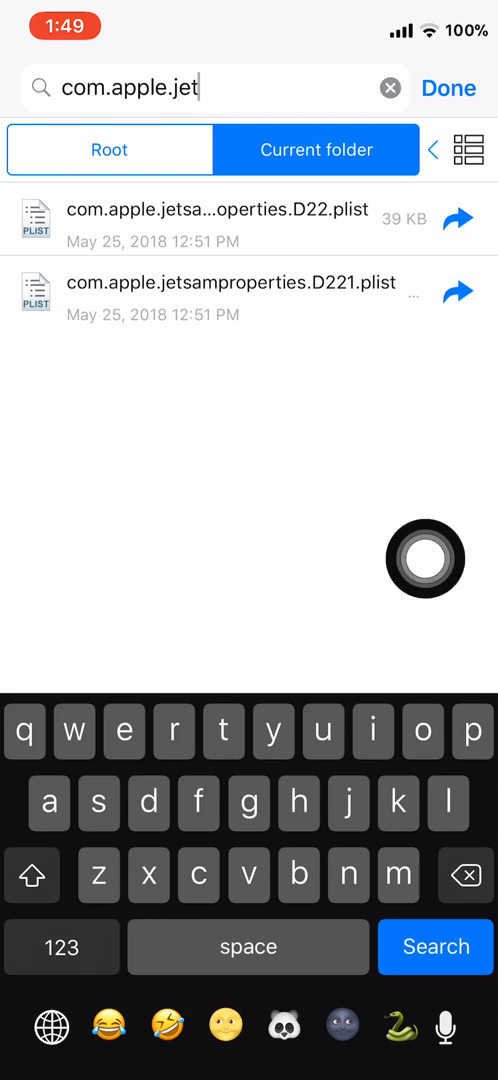 1:49
100%
com.apple.jet
Done
Root
Current folder
com.apple.jetsa...operties.D22.plist
39 KB
PLIST
May 25, 2018 12:51 PM
com.apple.jetsamproperties.D221.plist
...
PLIST
May 25, 2018 12:51 PM
q w e r t y u i o p
a s d f g h j k l
z x c v b n m
123
space
Search